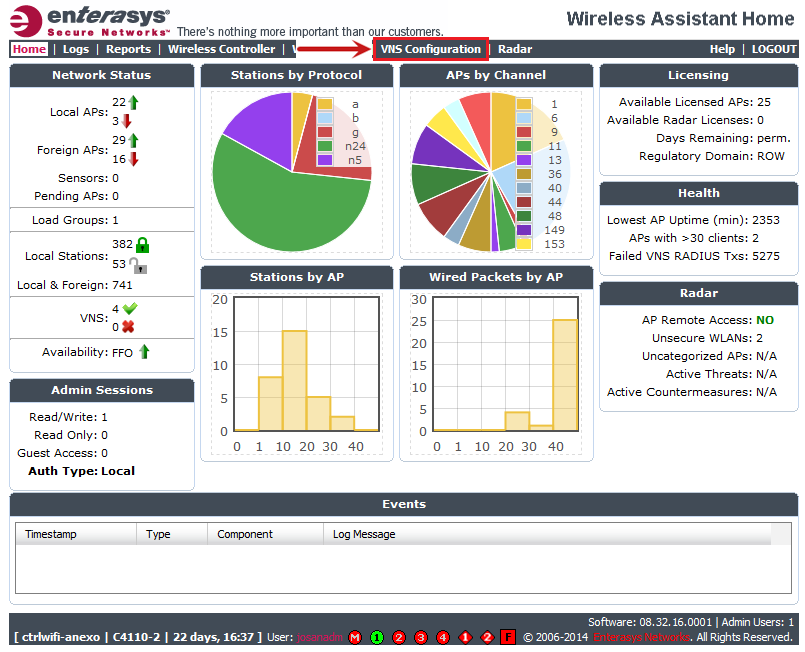 enterasys®
Secure Networks™
There's nothing more important than our customers.
Wireless Assistant Home
Home | Logs | Reports | Wireless Controller |
VNS Configuration | Radar
Help | LOGOUT
Network Status
Local APs: 22
3
Foreign APs: 29
16
Sensors: 0
Pending APs: 0
Load Groups: 1
Local Stations: 382
53
Local & Foreign: 741
VNS: 4
0
Availability: FFO
Admin Sessions
Read/Write: 1
Read Only: 0
Guest Access: 0
Auth Type: Local
Stations by Protocol
a
b
g
n24
n5
APs by Channel
1
6
9
11
13
36
40
44
48
149
153
Stations by AP
20
15
10
5
0
0 1 10 20 30 40
Wired Packets by AP
30
25
20
15
10
5
0
0 1 10 20 30 40
Licensing
Available Licensed APs: 25
Available Radar Licenses: 0
Days Remaining: perm.
Regulatory Domain: ROW
Health
Lowest AP Uptime (min): 2353
APs with >30 clients: 2
Failed VNS RADIUS Txs: 5275
Radar
AP Remote Access: NO
Unsecure WLANs: 2
Uncategorized APs: N/A
Active Threats: N/A
Active Countermeasures: N/A
Events
Timestamp Type Component Log Message
Software: 08.32.16.0001 | Admin Users: 1
[ ctrlwifi-anexo | C4110-2 | 22 days, 16:37 ] User: M 1 2 3 4 1 2 F © 2006-2014 Enterasys Networks. All Rights Reserved.